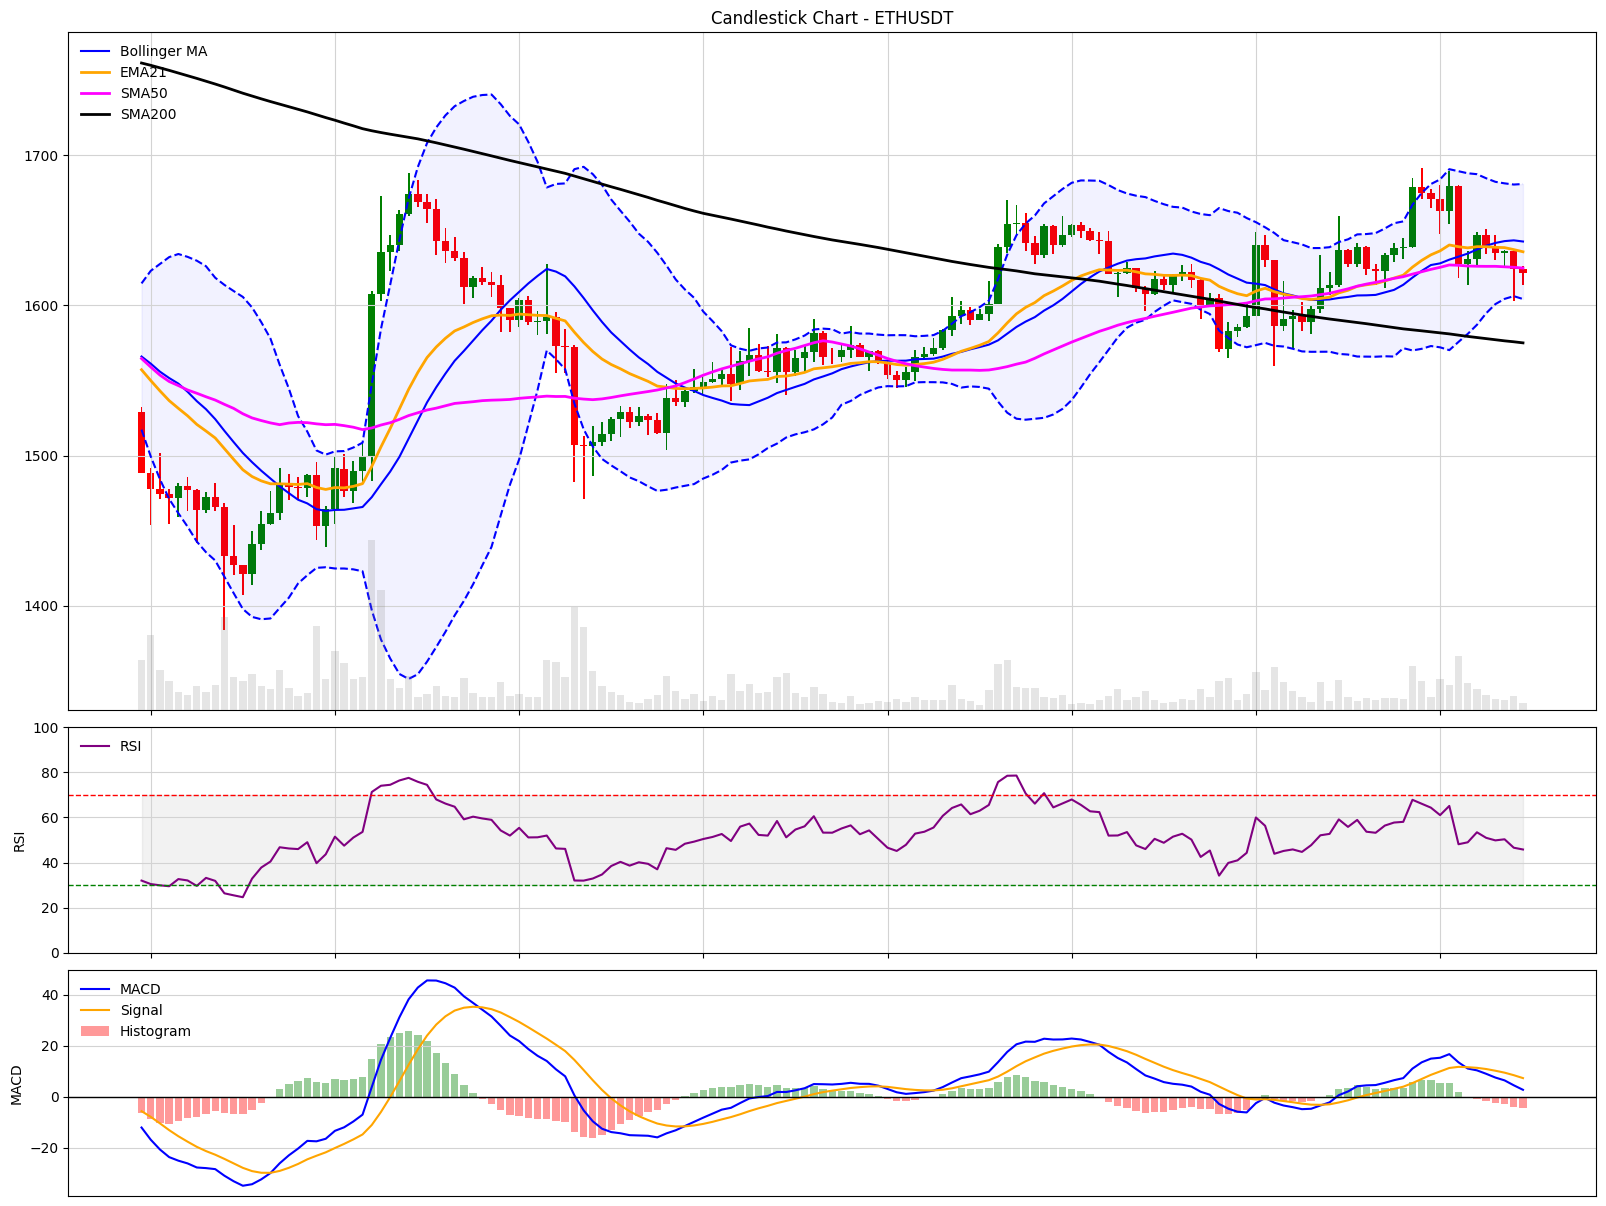 Candlestick Chart - ETHUSDT
Bollinger MA
EMA21
SMA50
SMA200
1700
1600
1500
1400
RSI
100
80
60
40
20
0
RSI
MACD
Signal
Histogram
40
20
0
−20
MACD